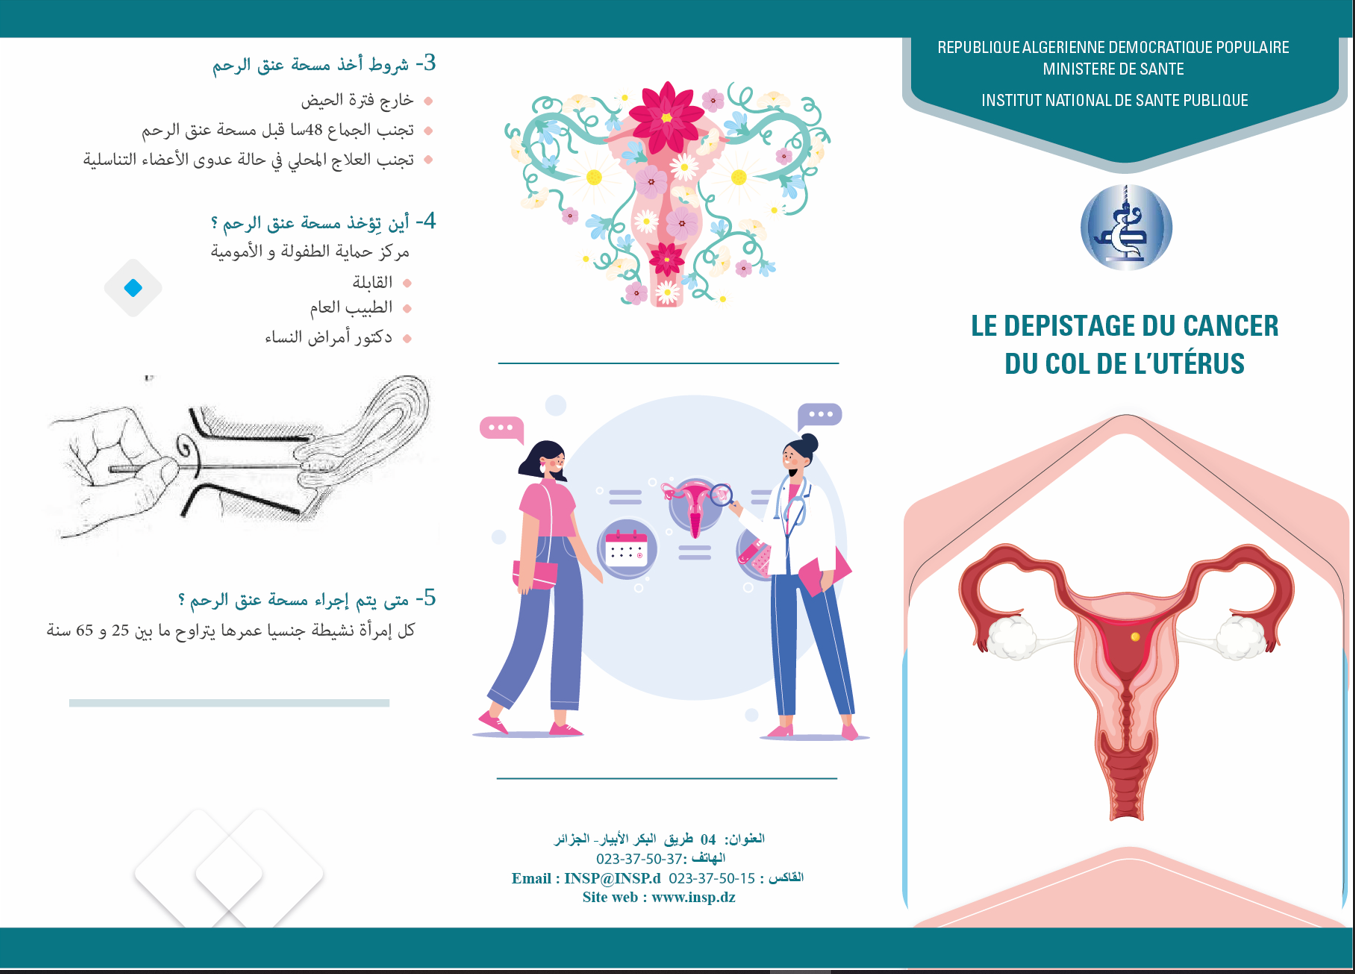 REPUBLIQUE ALGERIENNE DEMOCRATIQUE POPULAIRE
MINISTERE DE SANTE
INSTITUT NATIONAL DE SANTE PUBLIQUE
LE DEPISTAGE DU CANCER
DU COL DE L'UTÉRUS
العنوان: 04 طريق البكر الأبيار- الجزائر
الهاتف :37-50-37-023
الفاكس : 15-50-37-023 Email : INSP@INSP.d
Site web : www.insp.dz
3- شروط أخذ مسحة عنق الرحم
خارج فترة الحيض
تجنب الجماع 48سا قبل مسحة عنق الرحم
تجنب العلاج المحلي في حالة عدوى الأعضاء التناسلية
4- أين تِؤخذ مسحة عنق الرحم ؟
مركز حماية الطفولة و الأمومية
القابلة
الطبيب العام
دكتور أمراض النساء
5- متى يتم إجراء مسحة عنق الرحم ؟
كل إمرأة نشيطة جنسيا عمرها يتراوح ما بين 25 و 65 سنة